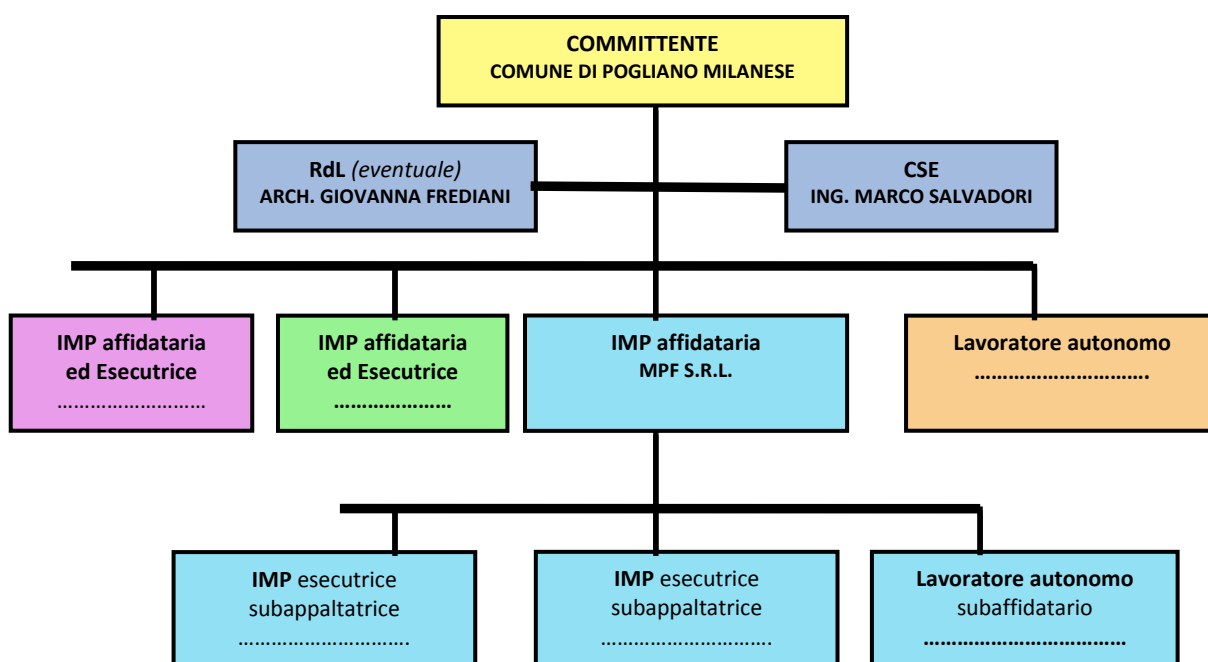 COMMITTENTE
COMUNE DI POGLIANO MILANESE
RdL (eventuale)
ARCH. GIOVANNA FREDIANI
CSE
ING. MARCO SALVADORI
IMP affidataria
ed Esecutrice
………………………
IMP affidataria
ed Esecutrice
…………………
IMP affidataria
MPF S.R.L.
Lavoratore autonomo
………………………….
IMP esecutrice
subappaltatrice
………………………….
IMP esecutrice
subappaltatrice
………………………….
Lavoratore autonomo
subaffidatario
………………………………